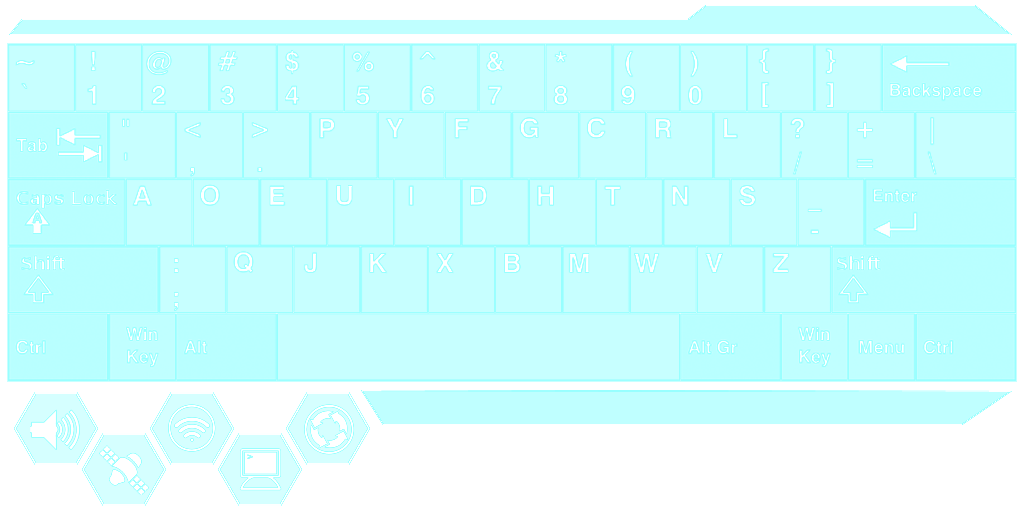 ~ ! @ # $ % ^ & * ( ) { }
` 1 2 3 4 5 6 7 8 9 0 [ ] Backspace
Tab " < > P Y F G C R L ? + |
' , . / = \
Caps Lock A O E U I D H T N S _ Enter
-
Shift : Q J K X B M W V Z Shift
;
Ctrl Win Key Alt Alt Gr Win Key Menu Ctrl
>